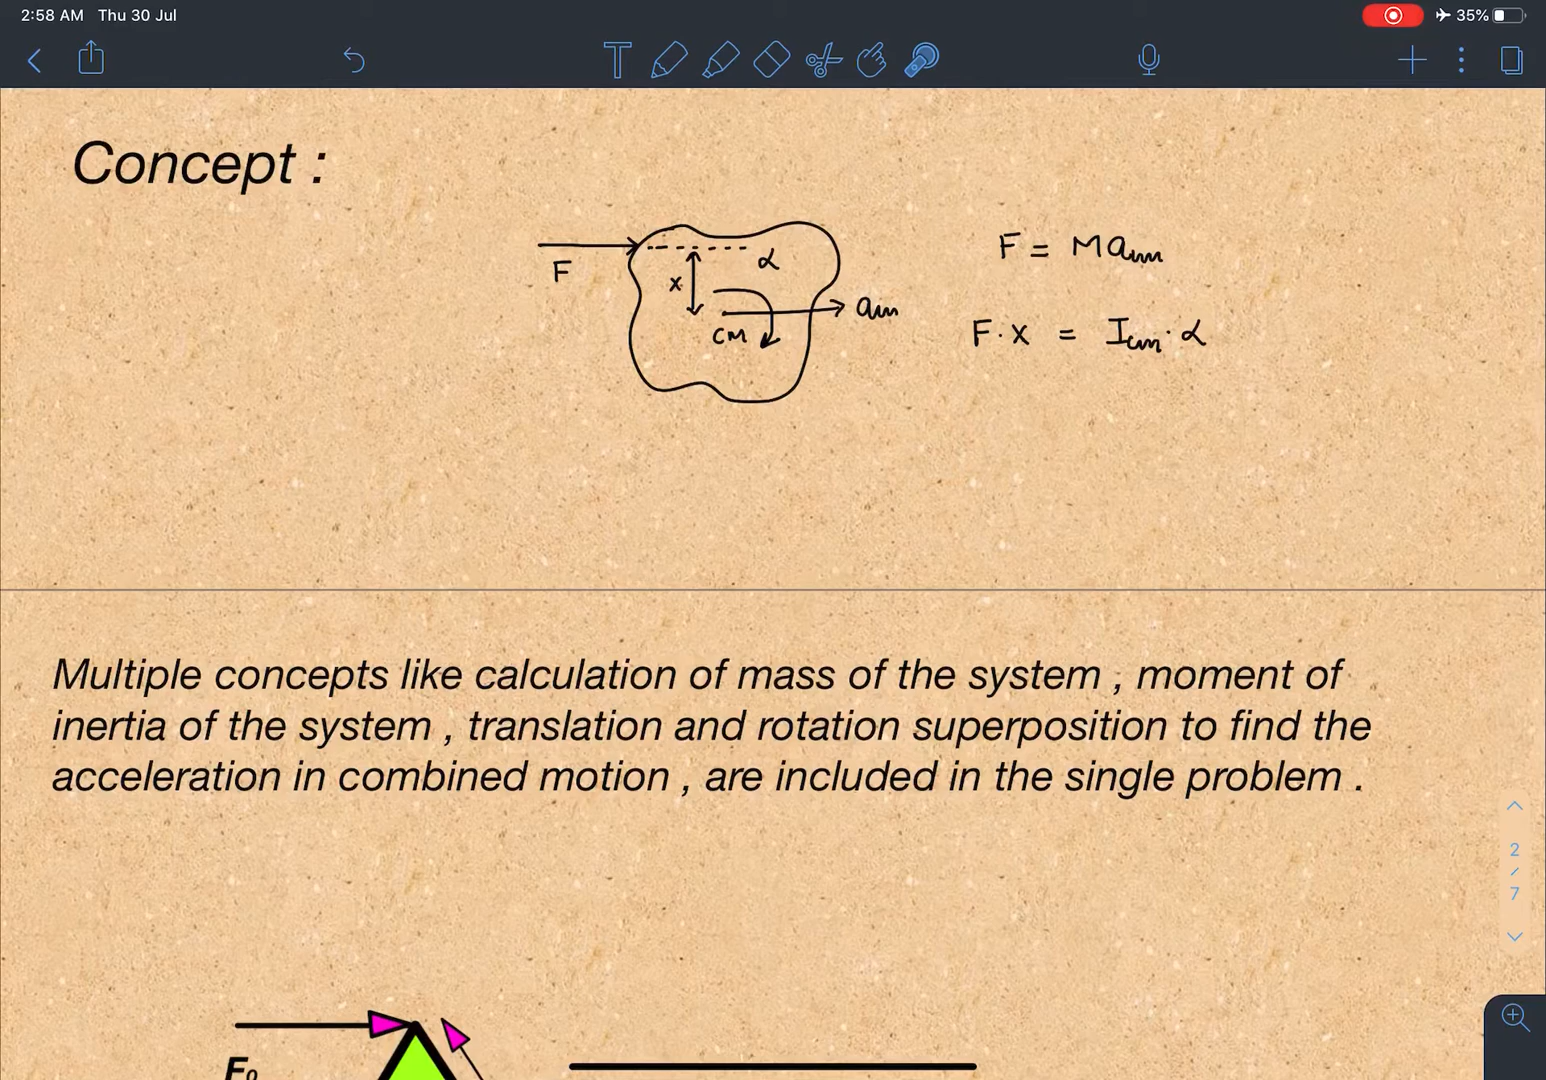 2:58 AM Thu 30 Jul
35%
T
Concept :
F
x
α
CM
acm
F = Macm
F·x = Icm·α
Multiple concepts like calculation of mass of the system , moment of
inertia of the system , translation and rotation superposition to find the
acceleration in combined motion , are included in the single problem .
2
/
7
F0